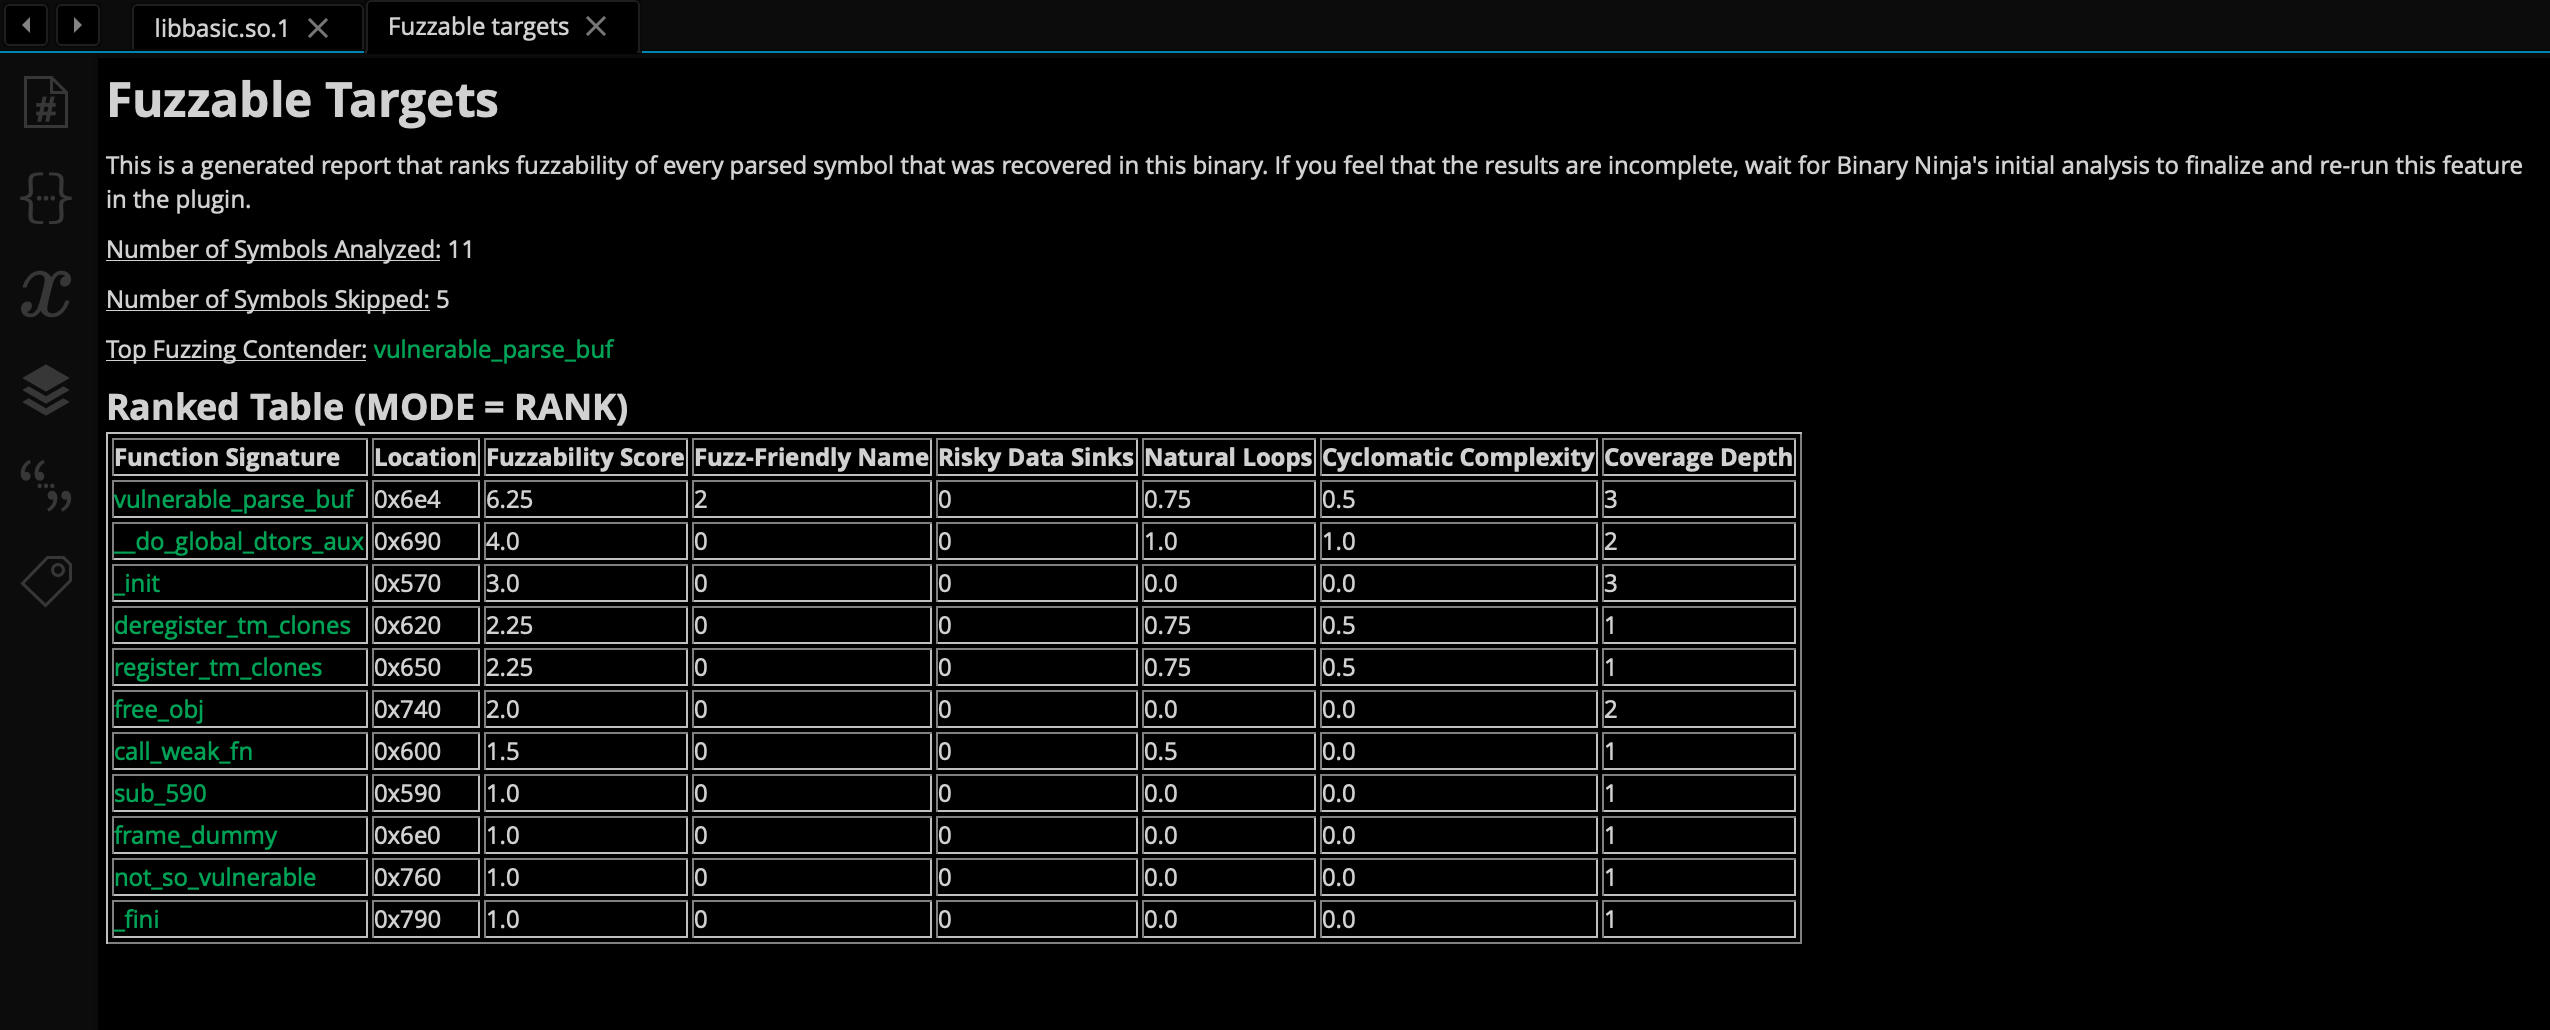 libbasic.so.1
Fuzzable targets
Fuzzable Targets
This is a generated report that ranks fuzzability of every parsed symbol that was recovered in this binary. If you feel that the results are incomplete, wait for Binary Ninja's initial analysis to finalize and re-run this feature
in the plugin.
Number of Symbols Analyzed: 11
Number of Symbols Skipped: 5
Top Fuzzing Contender: vulnerable_parse_buf
Ranked Table (MODE = RANK)
Function Signature Location Fuzzability Score Fuzz-Friendly Name Risky Data Sinks Natural Loops Cyclomatic Complexity Coverage Depth
vulnerable_parse_buf 0x6e4 6.25 2 0 0.75 0.5 3
__do_global_dtors_aux 0x690 4.0 0 0 1.0 1.0 2
_init 0x570 3.0 0 0 0.0 0.0 3
deregister_tm_clones 0x620 2.25 0 0 0.75 0.5 1
register_tm_clones 0x650 2.25 0 0 0.75 0.5 1
free_obj 0x740 2.0 0 0 0.0 0.0 2
call_weak_fn 0x600 1.5 0 0 0.5 0.0 1
sub_590 0x590 1.0 0 0 0.0 0.0 1
frame_dummy 0x6e0 1.0 0 0 0.0 0.0 1
not_so_vulnerable 0x760 1.0 0 0 0.0 0.0 1
_fini 0x790 1.0 0 0 0.0 0.0 1